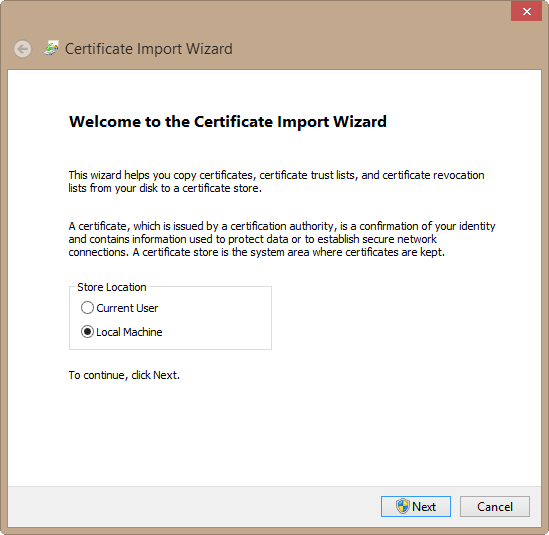 Certificate Import Wizard
Welcome to the Certificate Import Wizard
This wizard helps you copy certificates, certificate trust lists, and certificate revocation
lists from your disk to a certificate store.
A certificate, which is issued by a certification authority, is a confirmation of your identity
and contains information used to protect data or to establish secure network
connections. A certificate store is the system area where certificates are kept.
Store Location
Current User
Local Machine
To continue, click Next.
Next
Cancel